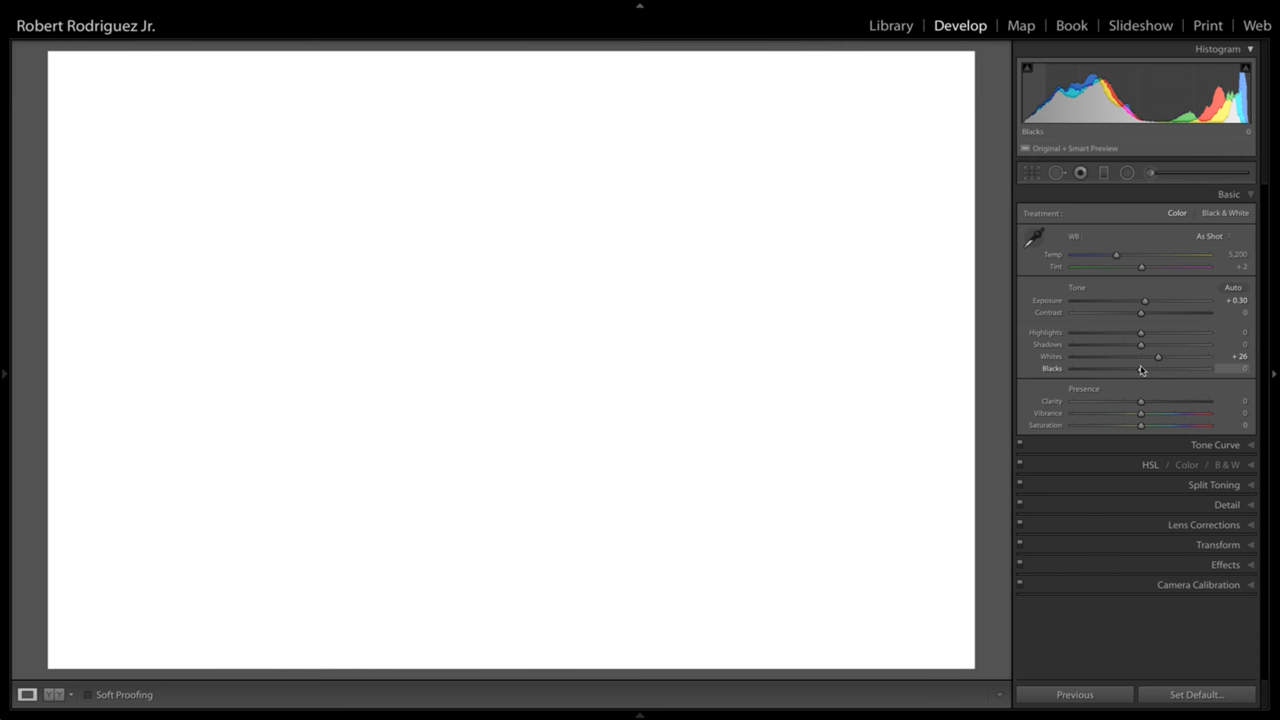 Robert Rodriguez Jr.
Library | Develop | Map | Book | Slideshow | Print | Web
Histogram
Blacks 0
Original + Smart Preview
Basic
Treatment : Color Black & White
WB : As Shot
Temp 5,200
Tint + 2
Tone Auto
Exposure + 0.30
Contrast 0
Highlights 0
Shadows 0
Whites + 26
Blacks 0
Presence
Clarity 0
Vibrance 0
Saturation 0
Tone Curve
HSL / Color / B & W
Split Toning
Detail
Lens Corrections
Transform
Effects
Camera Calibration
Y Y Soft Proofing
Previous Set Default...